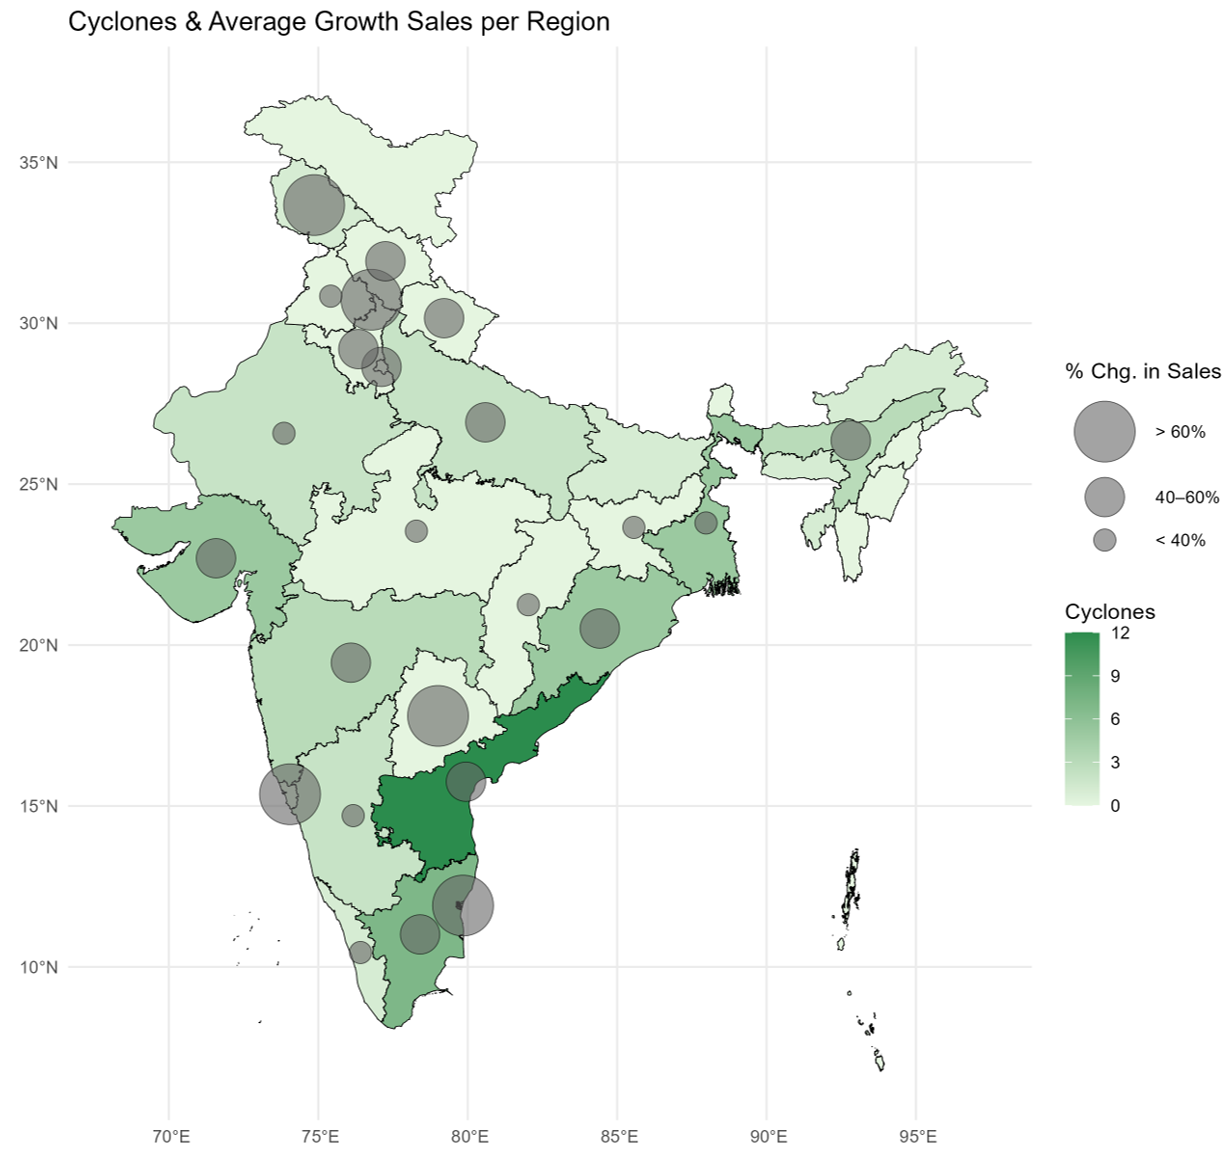 Cyclones & Average Growth Sales per Region
35°N
30°N
25°N
20°N
15°N
10°N
70°E
75°E
80°E
85°E
90°E
95°E
% Chg. in Sales
> 60%
40–60%
< 40%
Cyclones
12
9
6
3
0